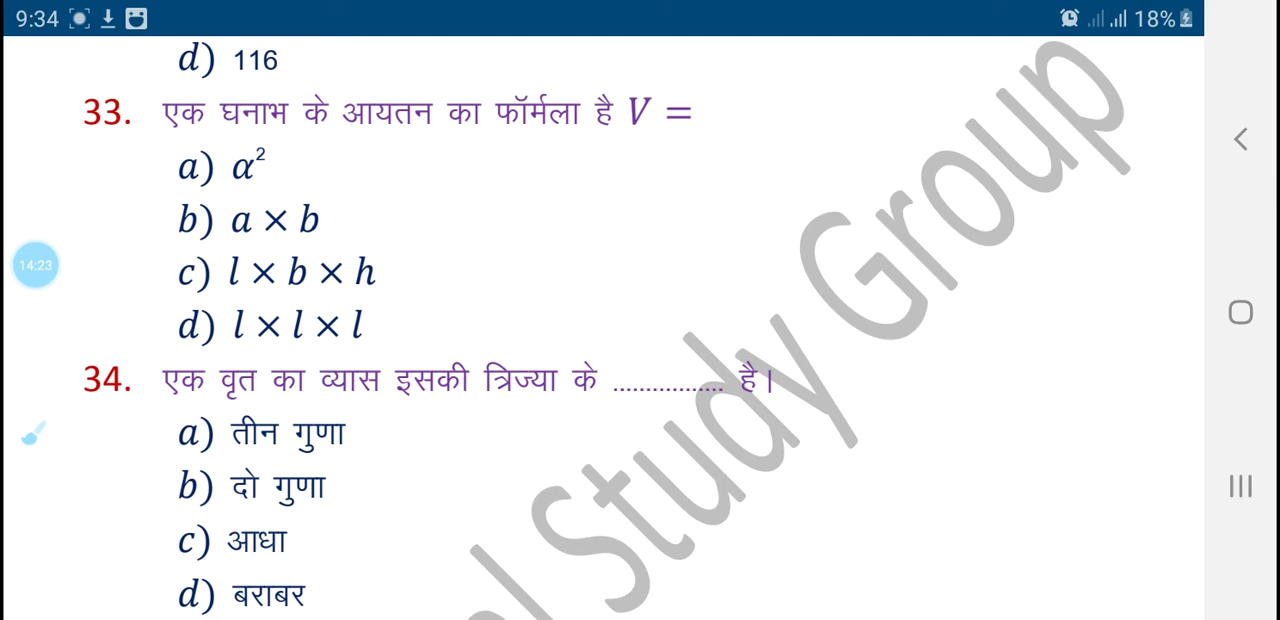 9:34 18%
d) 116
33. एक घनाभ के आयतन का फॉर्मला है V =
a) α²
b) a × b
c) l × b × h
14:23
d) l × l × l
34. एक वृत का व्यास इसकी त्रिज्या के ................. है।
a) तीन गुणा
b) दो गुणा
c) आधा
d) बराबर
l Study Group